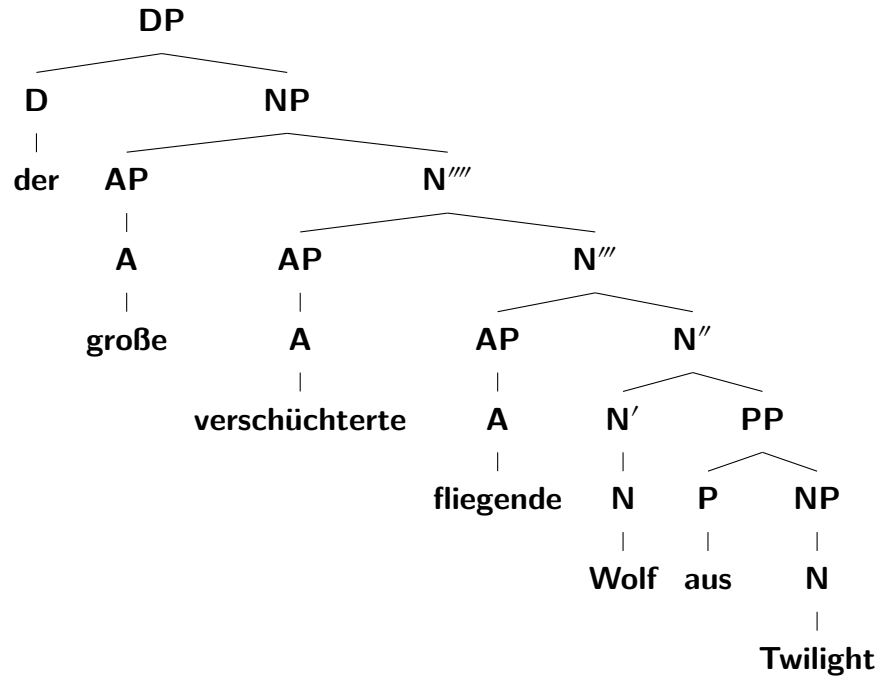 DP
D NP
der AP N′′′′
A AP N′′′
große A AP N′′
verschüchterte A N′ PP
fliegende N P NP
Wolf aus N
Twilight